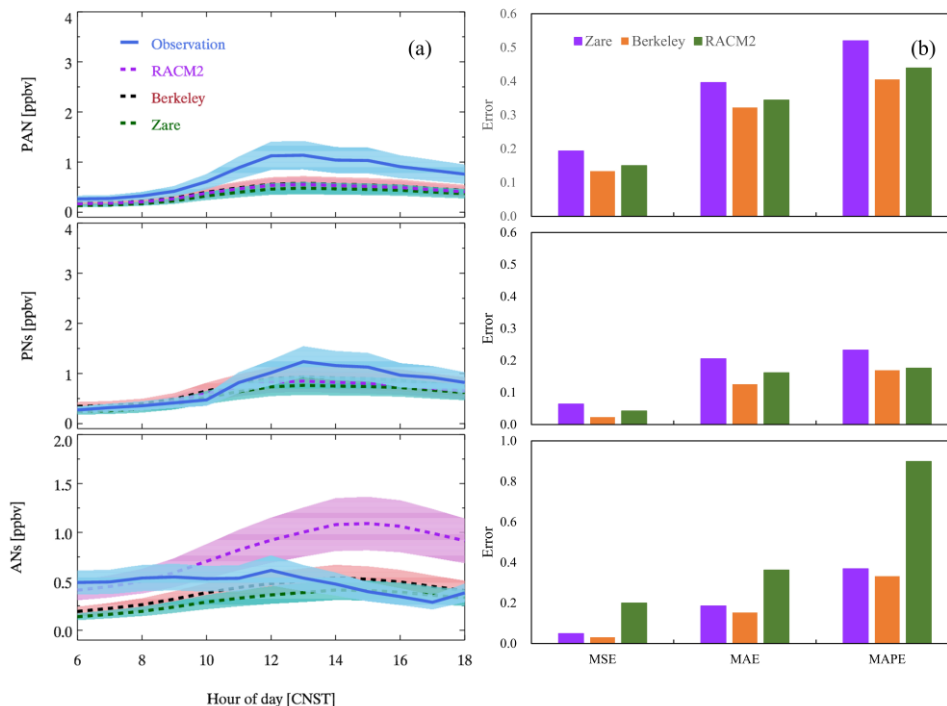 4
3
2
1
0
PAN [ppbv]
Observation
RACM2
Berkeley
Zare
(a)
4
3
2
1
0
PNs [ppbv]
2.0
1.5
1.0
0.5
0.0
ANs [ppbv]
6 8 10 12 14 16 18
Hour of day [CNST]
0.6
0.5
0.4
0.3
0.2
0.1
0.0
Error
Zare Berkeley RACM2
(b)
0.6
0.5
0.4
0.3
0.2
0.1
0.0
Error
1.0
0.8
0.6
0.4
0.2
0.0
Error
MSE MAE MAPE